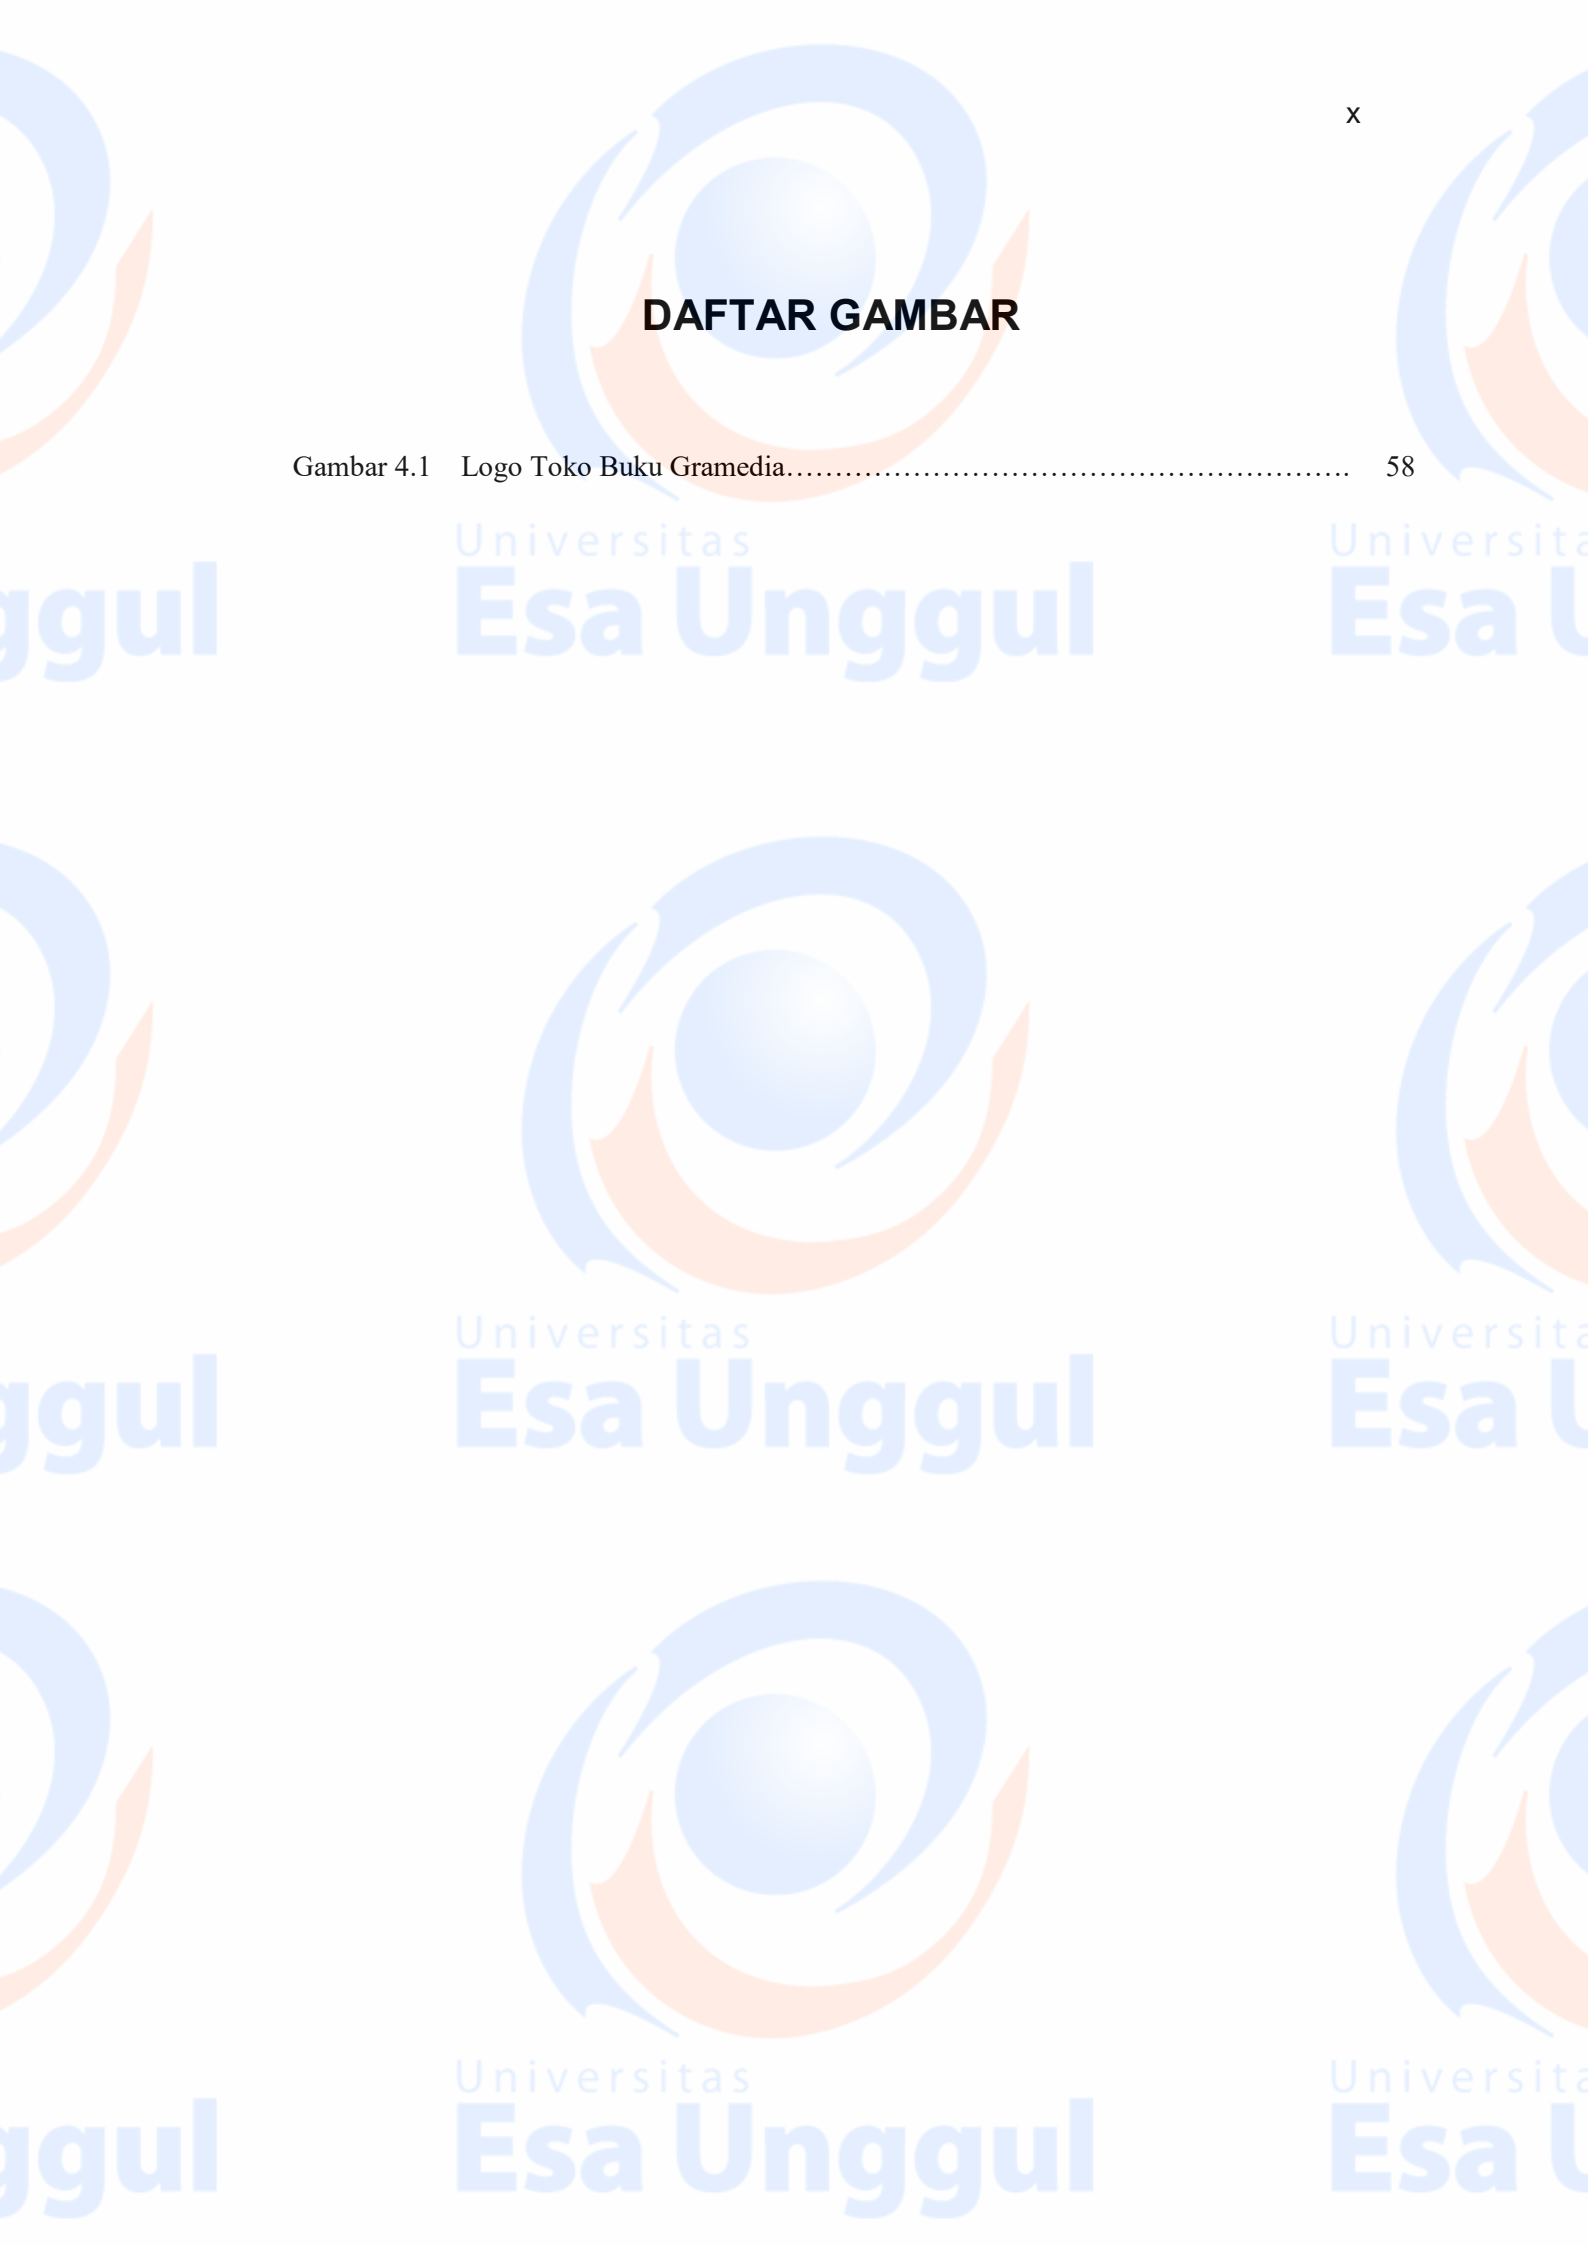 x
DAFTAR GAMBAR
Gambar 4.1 Logo Toko Buku Gramedia………………………………………………. 58
Universitas
Esa Unggul
Universitas
Esa Unggul
Universitas
Esa Unggul